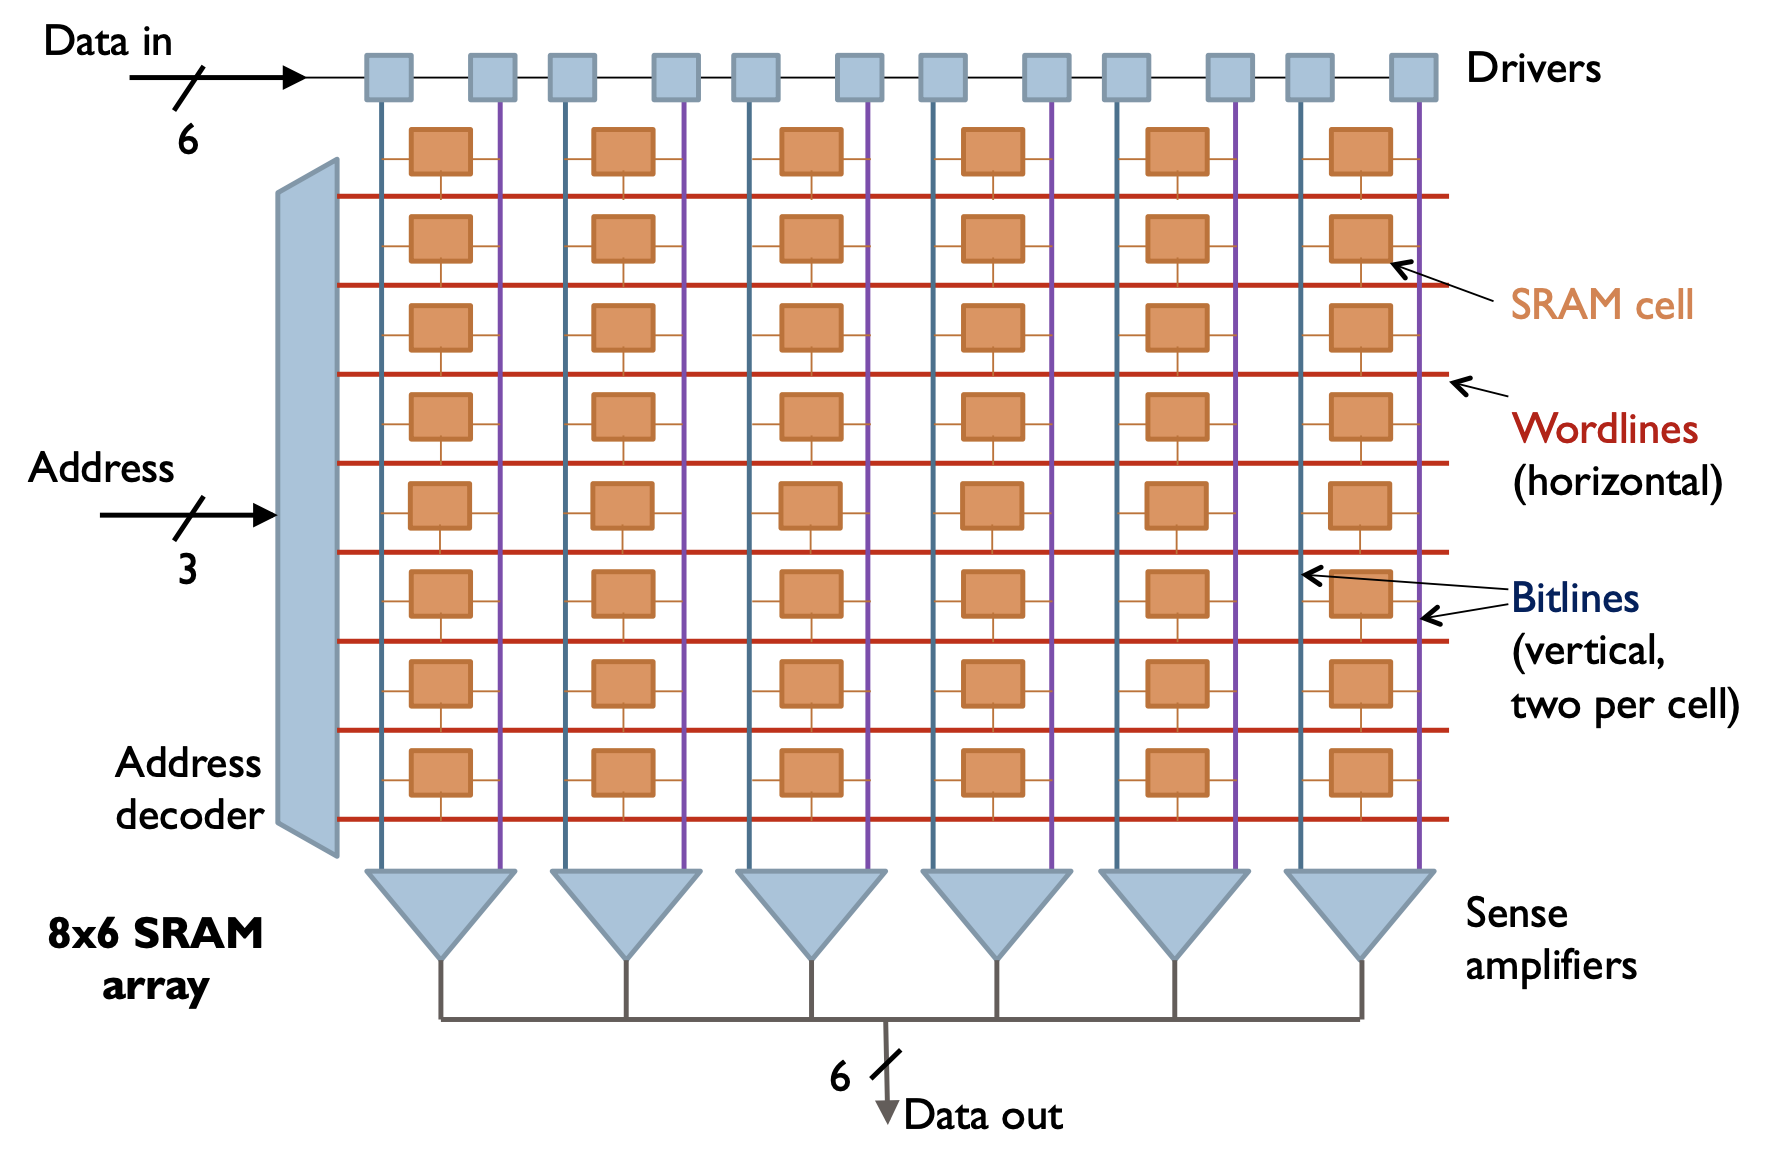 Data in
6
Drivers
SRAM cell
Wordlines
(horizontal)
Address
3
Bitlines
(vertical,
two per cell)
Address
decoder
8x6 SRAM
array
Sense
amplifiers
6
Data out